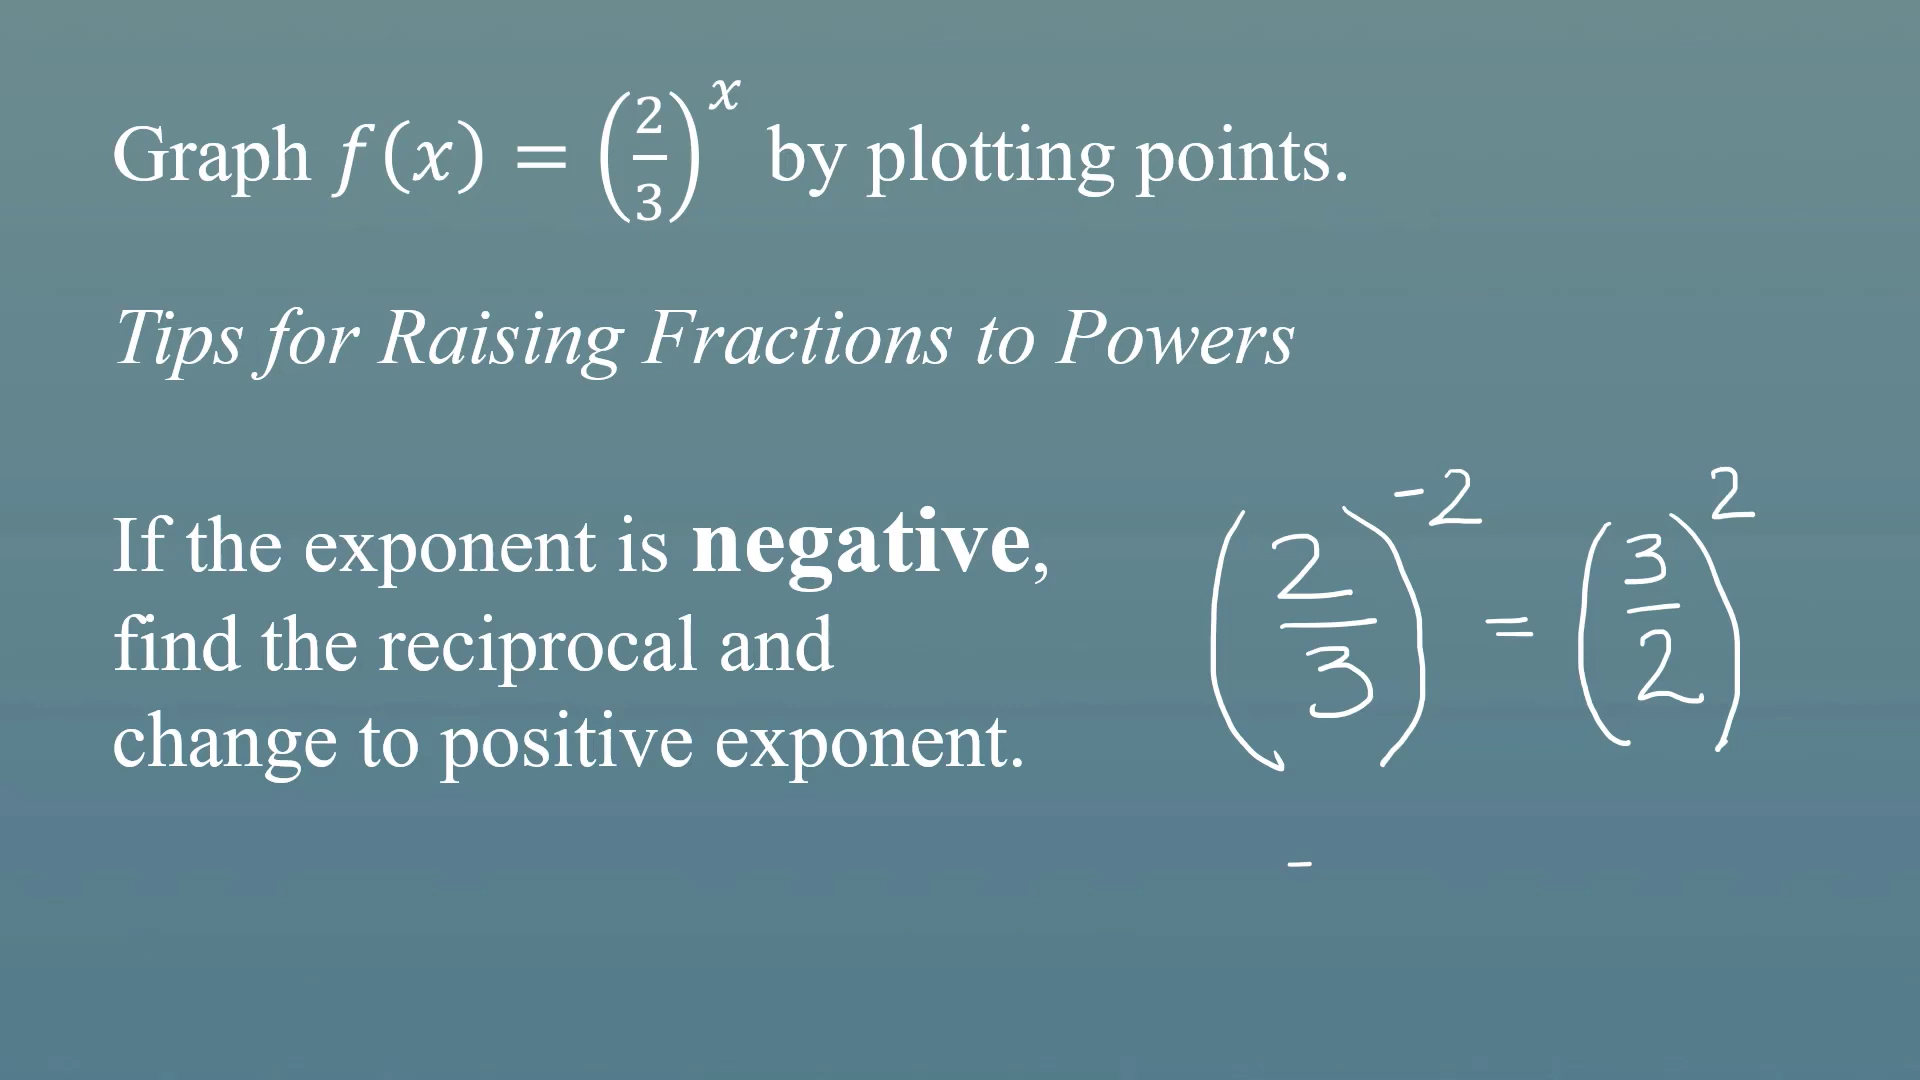 Graph f(x) = (2/3)^x by plotting points.
Tips for Raising Fractions to Powers
If the exponent is negative,
find the reciprocal and
change to positive exponent.
(2/3)^-2 = (3/2)^2
-